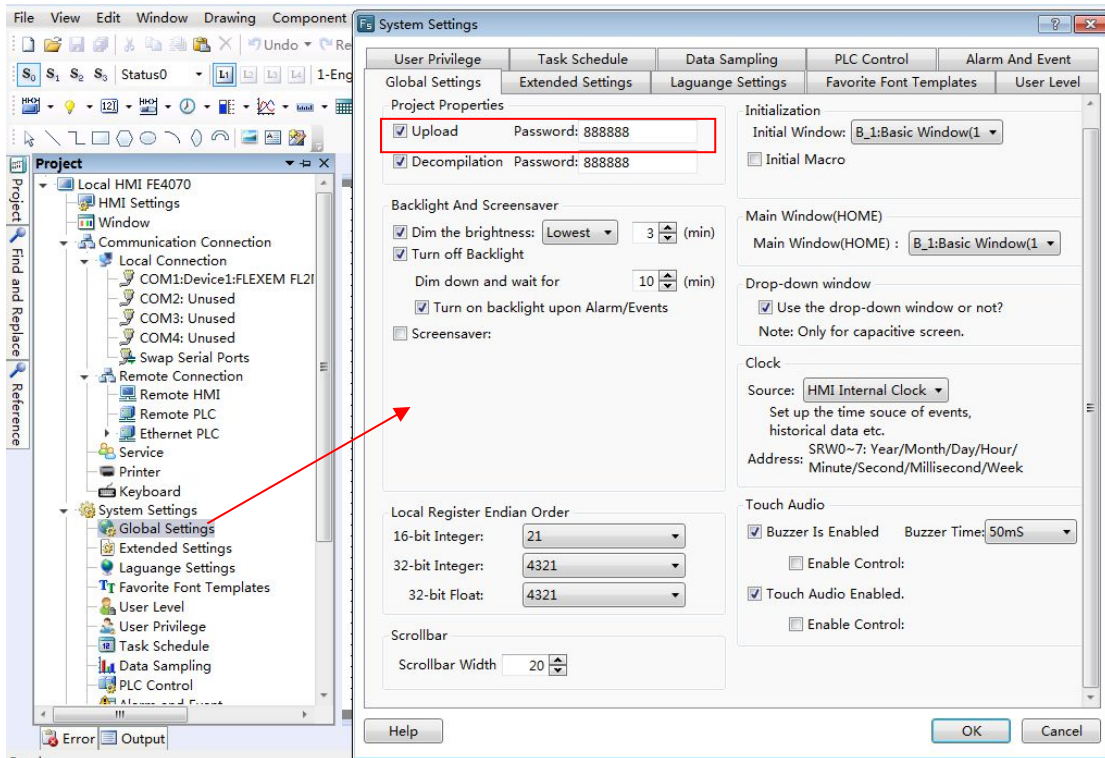 File View Edit Window Drawing Component
Undo Re
S0 S1 S2 S3 Status0 L1 L2 L3 L4 1-Eng
Project
Find and Replace
Reference
Project
Local HMI FE4070
HMI Settings
Window
Communication Connection
Local Connection
COM1:Device1:FLEXEM FL2
COM2: Unused
COM3: Unused
COM4: Unused
Swap Serial Ports
Remote Connection
Remote HMI
Remote PLC
Ethernet PLC
Service
Printer
Keyboard
System Settings
Global Settings
Extended Settings
Laguange Settings
Favorite Font Templates
User Level
User Privilege
Task Schedule
Data Sampling
PLC Control
Alarm and Event
Error Output
Fs System Settings
User Privilege Task Schedule Data Sampling PLC Control Alarm And Event
Global Settings Extended Settings Laguange Settings Favorite Font Templates User Level
Project Properties
Upload Password: 888888
Decompilation Password: 888888
Backlight And Screensaver
Dim the brightness: Lowest 3 (min)
Turn off Backlight
Dim down and wait for 10 (min)
Turn on backlight upon Alarm/Events
Screensaver:
Local Register Endian Order
16-bit Integer: 21
32-bit Integer: 4321
32-bit Float: 4321
Scrollbar
Scrollbar Width 20
Initialization
Initial Window: B_1:Basic Window(1
Initial Macro
Main Window(HOME)
Main Window(HOME) : B_1:Basic Window(1
Drop-down window
Use the drop-down window or not?
Note: Only for capacitive screen.
Clock
Source: HMI Internal Clock
Set up the time souce of events,
historical data etc.
Address: SRW0~7: Year/Month/Day/Hour/
Minute/Second/Millisecond/Week
Touch Audio
Buzzer Is Enabled Buzzer Time: 50mS
Enable Control:
Touch Audio Enabled.
Enable Control:
Help OK Cancel